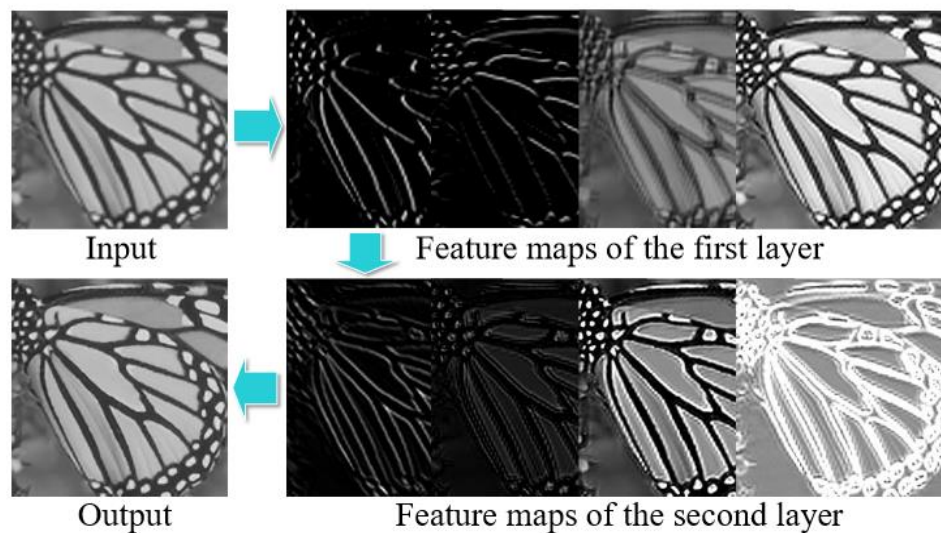 Input
Feature maps of the first layer
Output
Feature maps of the second layer